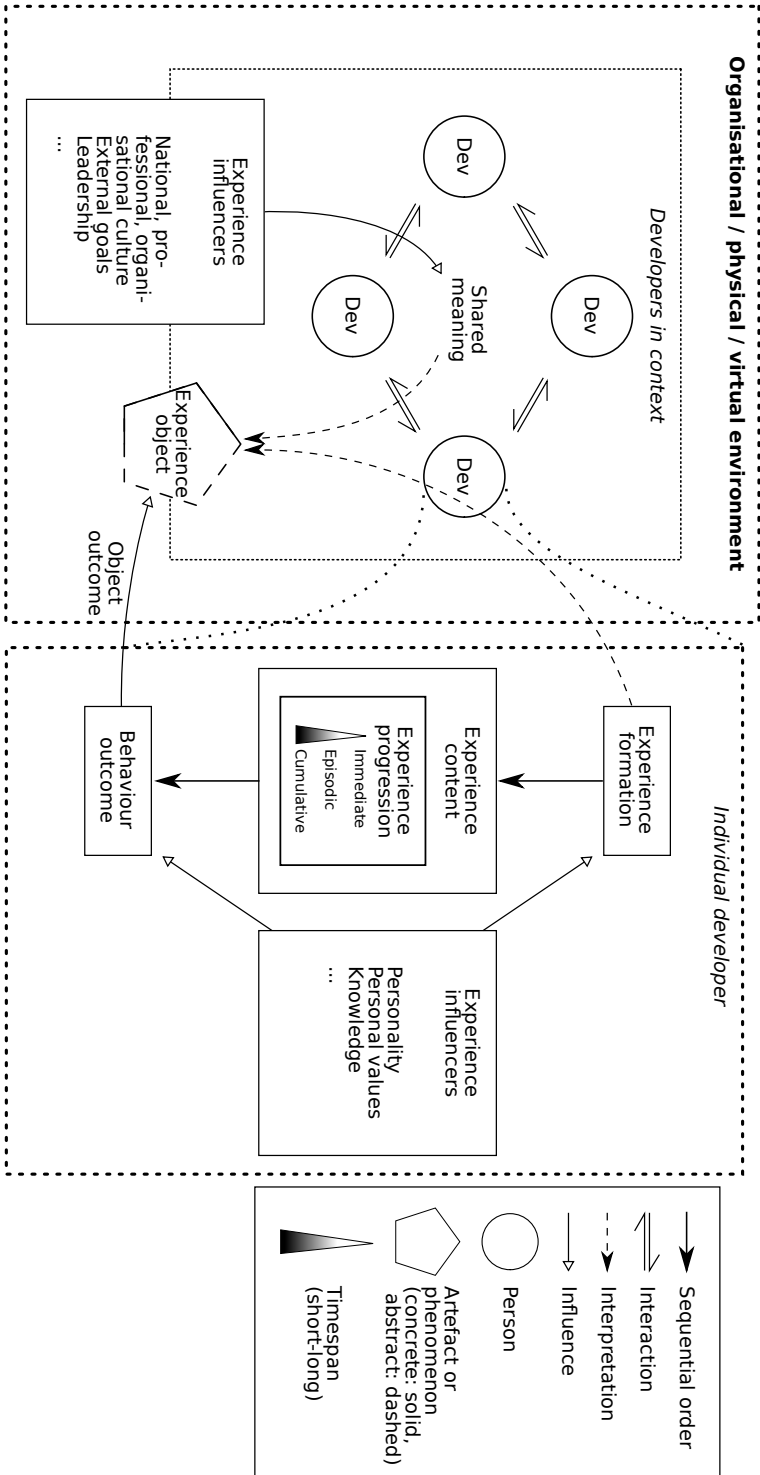 Organisational / physical / virtual environment
Developers in context
Dev
Dev
Dev
Dev
Shared
meaning
Experience
influencers
National, pro-
fessional, organi-
sational culture
External goals
Leadership
...
Experience
object
Object
outcome
Individual developer
Experience
formation
Experience
content
Experience
progression
Immediate
Episodic
Cumulative
Behaviour
outcome
Experience
influencers
Personality
Personal values
Knowledge
...
Sequential order
Interaction
Interpretation
Influence
Person
Artefact or
phenomenon
(concrete: solid,
abstract: dashed)
Timespan
(short-long)